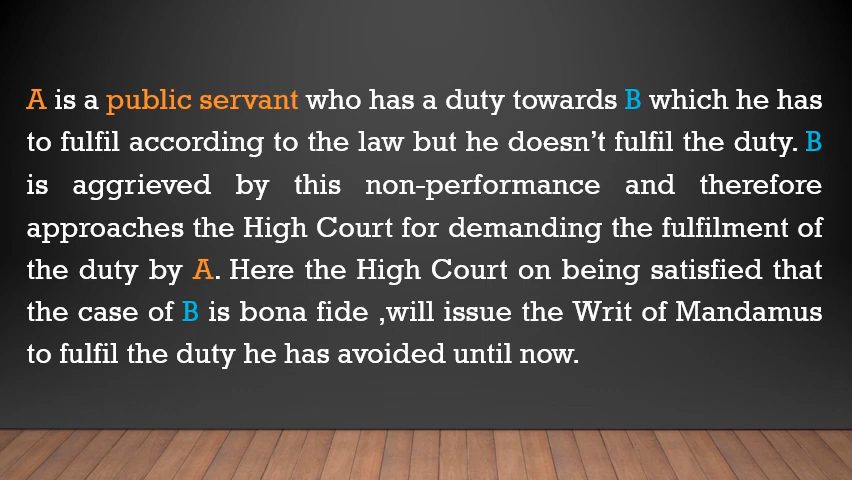 A is a public servant who has a duty towards B which he has
to fulfil according to the law but he doesn’t fulfil the duty. B
is aggrieved by this non-performance and therefore
approaches the High Court for demanding the fulfilment of
the duty by A. Here the High Court on being satisfied that
the case of B is bona fide ,will issue the Writ of Mandamus
to fulfil the duty he has avoided until now.